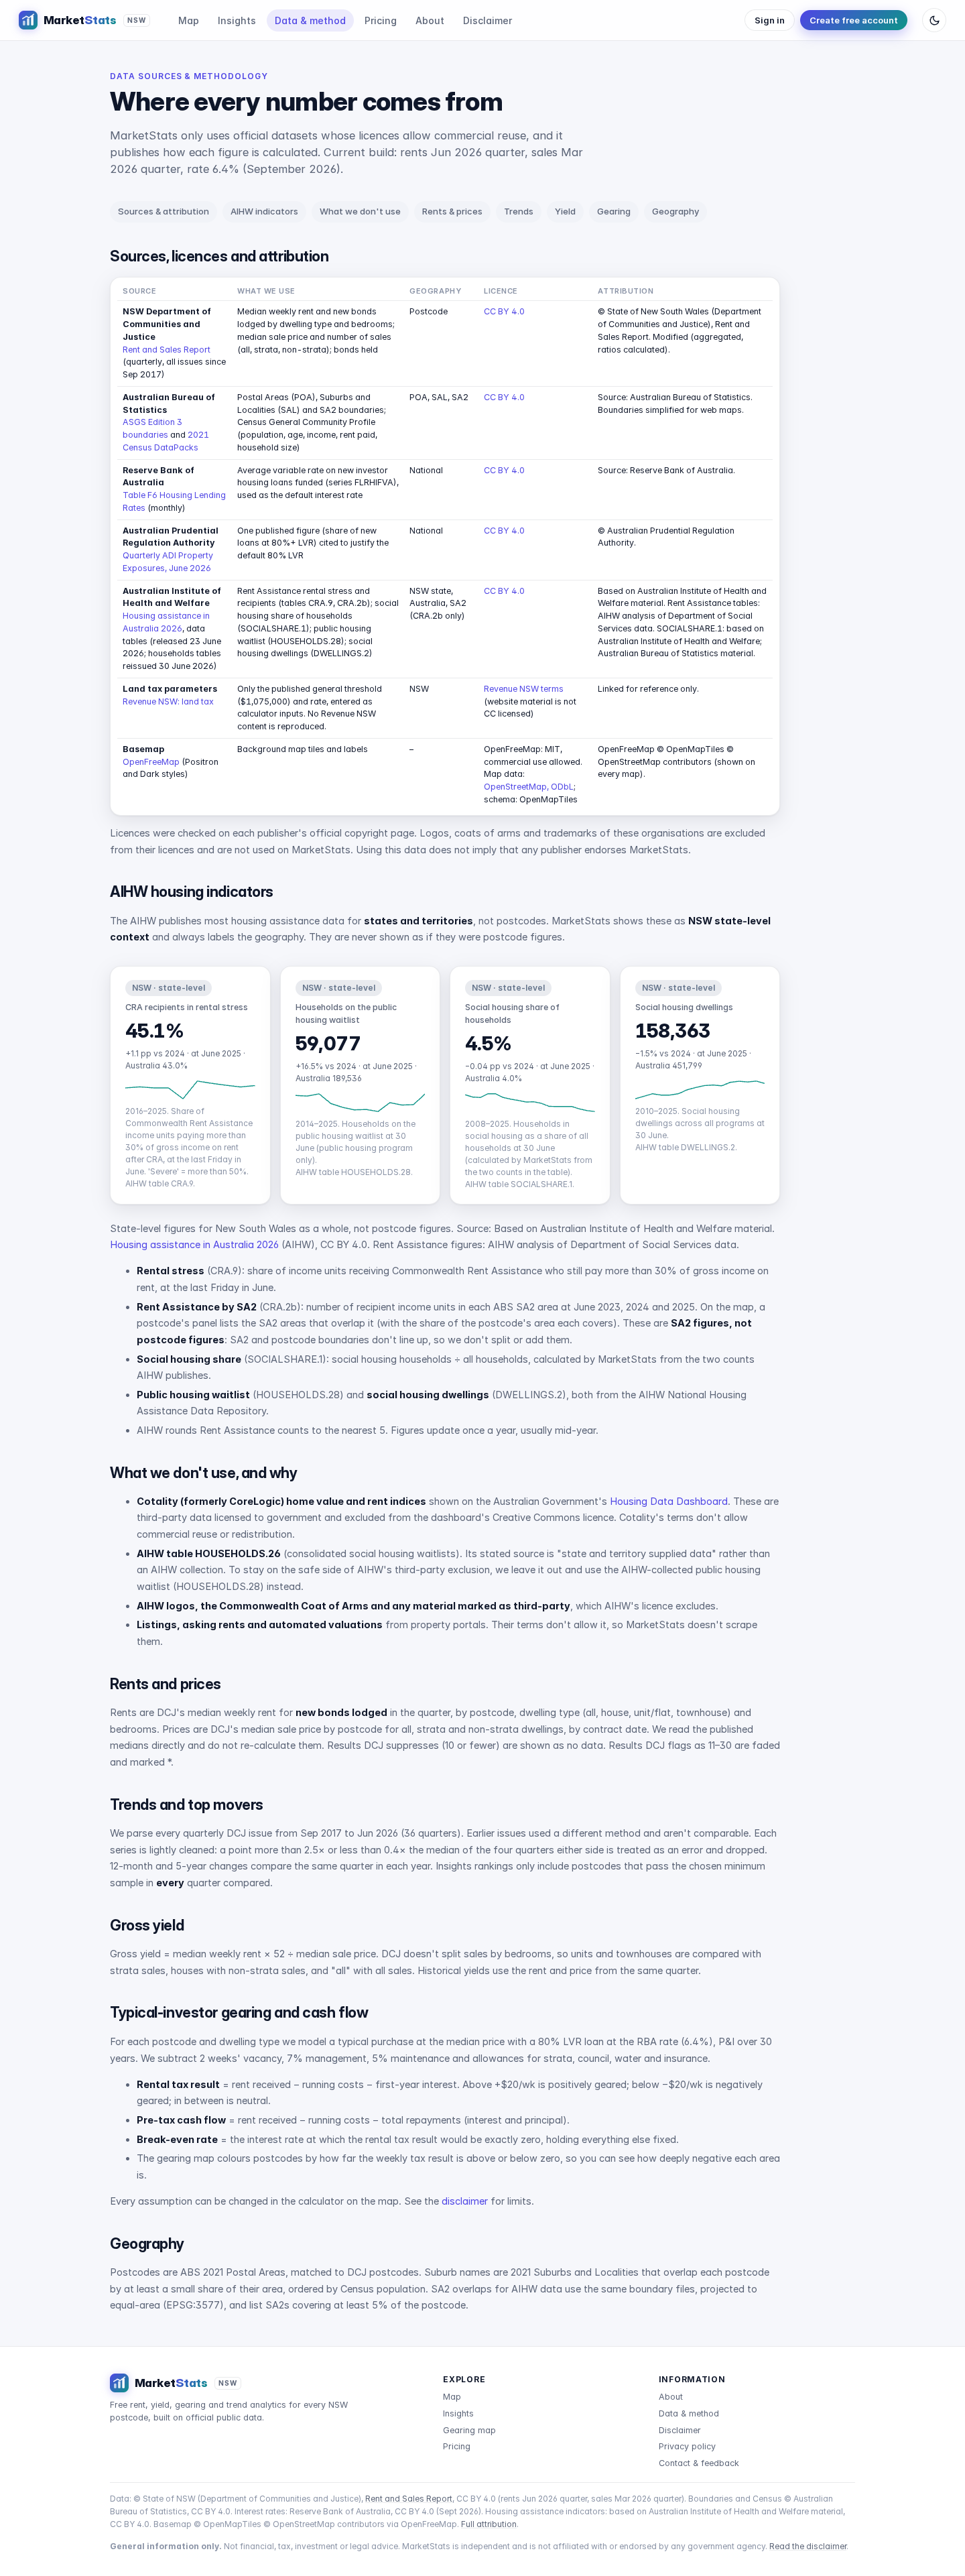 MarketStats NSW Map Insights Data & method Pricing About Disclaimer Sign in Create free account
DATA SOURCES & METHODOLOGY
Where every number comes from
MarketStats only uses official datasets whose licences allow commercial reuse, and it
publishes how each figure is calculated. Current build: rents Jun 2026 quarter, sales Mar
2026 quarter, rate 6.4% (September 2026).
Sources & attribution AIHW indicators What we don't use Rents & prices Trends Yield Gearing Geography
Sources, licences and attribution
SOURCE WHAT WE USE GEOGRAPHY LICENCE ATTRIBUTION
NSW Department of
Communities and
Justice
Rent and Sales Report
(quarterly, all issues since
Sep 2017)
Median weekly rent and new bonds
lodged by dwelling type and bedrooms;
median sale price and number of sales
(all, strata, non-strata); bonds held
Postcode
CC BY 4.0
© State of New South Wales (Department
of Communities and Justice), Rent and
Sales Report. Modified (aggregated,
ratios calculated).
Australian Bureau of
Statistics
ASGS Edition 3
boundaries and 2021
Census DataPacks
Postal Areas (POA), Suburbs and
Localities (SAL) and SA2 boundaries;
Census General Community Profile
(population, age, income, rent paid,
household size)
POA, SAL, SA2
CC BY 4.0
Source: Australian Bureau of Statistics.
Boundaries simplified for web maps.
Reserve Bank of
Australia
Table F6 Housing Lending
Rates (monthly)
Average variable rate on new investor
housing loans funded (series FLRHIFVA),
used as the default interest rate
National
CC BY 4.0
Source: Reserve Bank of Australia.
Australian Prudential
Regulation Authority
Quarterly ADI Property
Exposures, June 2026
One published figure (share of new
loans at 80%+ LVR) cited to justify the
default 80% LVR
National
CC BY 4.0
© Australian Prudential Regulation
Authority.
Australian Institute of
Health and Welfare
Housing assistance in
Australia 2026, data
tables (released 23 June
2026; households tables
reissued 30 June 2026)
Rent Assistance rental stress and
recipients (tables CRA.9, CRA.2b); social
housing share of households
(SOCIALSHARE.1); public housing
waitlist (HOUSEHOLDS.28); social
housing dwellings (DWELLINGS.2)
NSW state,
Australia, SA2
(CRA.2b only)
CC BY 4.0
Based on Australian Institute of Health and
Welfare material. Rent Assistance tables:
AIHW analysis of Department of Social
Services data. SOCIALSHARE.1: based on
Australian Institute of Health and Welfare;
Australian Bureau of Statistics material.
Land tax parameters
Revenue NSW: land tax
Only the published general threshold
($1,075,000) and rate, entered as
calculator inputs. No Revenue NSW
content is reproduced.
NSW
Revenue NSW terms
(website material is not
CC licensed)
Linked for reference only.
Basemap
OpenFreeMap (Positron
and Dark styles)
Background map tiles and labels
–
OpenFreeMap: MIT,
commercial use allowed.
Map data:
OpenStreetMap, ODbL;
schema: OpenMapTiles
OpenFreeMap © OpenMapTiles ©
OpenStreetMap contributors (shown on
every map).
Licences were checked on each publisher's official copyright page. Logos, coats of arms and trademarks of these organisations are excluded
from their licences and are not used on MarketStats. Using this data does not imply that any publisher endorses MarketStats.
AIHW housing indicators
The AIHW publishes most housing assistance data for states and territories, not postcodes. MarketStats shows these as NSW state-level
context and always labels the geography. They are never shown as if they were postcode figures.
NSW · state-level
CRA recipients in rental stress
45.1%
+1.1 pp vs 2024 · at June 2025 ·
Australia 43.0%
2016–2025. Share of
Commonwealth Rent Assistance
income units paying more than
30% of gross income on rent
after CRA, at the last Friday in
June. 'Severe' = more than 50%.
AIHW table CRA.9.
NSW · state-level
Households on the public
housing waitlist
59,077
+16.5% vs 2024 · at June 2025 ·
Australia 189,536
2014–2025. Households on the
public housing waitlist at 30
June (public housing program
only).
AIHW table HOUSEHOLDS.28.
NSW · state-level
Social housing share of
households
4.5%
−0.04 pp vs 2024 · at June 2025 ·
Australia 4.0%
2008–2025. Households in
social housing as a share of all
households at 30 June
(calculated by MarketStats from
the two counts in the table).
AIHW table SOCIALSHARE.1.
NSW · state-level
Social housing dwellings
158,363
−1.5% vs 2024 · at June 2025 ·
Australia 451,799
2010–2025. Social housing
dwellings across all programs at
30 June.
AIHW table DWELLINGS.2.
State-level figures for New South Wales as a whole, not postcode figures. Source: Based on Australian Institute of Health and Welfare material.
Housing assistance in Australia 2026 (AIHW), CC BY 4.0. Rent Assistance figures: AIHW analysis of Department of Social Services data.
• Rental stress (CRA.9): share of income units receiving Commonwealth Rent Assistance who still pay more than 30% of gross income on
rent, at the last Friday in June.
• Rent Assistance by SA2 (CRA.2b): number of recipient income units in each ABS SA2 area at June 2023, 2024 and 2025. On the map, a
postcode's panel lists the SA2 areas that overlap it (with the share of the postcode's area each covers). These are SA2 figures, not
postcode figures: SA2 and postcode boundaries don't line up, so we don't split or add them.
• Social housing share (SOCIALSHARE.1): social housing households ÷ all households, calculated by MarketStats from the two counts
AIHW publishes.
• Public housing waitlist (HOUSEHOLDS.28) and social housing dwellings (DWELLINGS.2), both from the AIHW National Housing
Assistance Data Repository.
• AIHW rounds Rent Assistance counts to the nearest 5. Figures update once a year, usually mid-year.
What we don't use, and why
• Cotality (formerly CoreLogic) home value and rent indices shown on the Australian Government's Housing Data Dashboard. These are
third-party data licensed to government and excluded from the dashboard's Creative Commons licence. Cotality's terms don't allow
commercial reuse or redistribution.
• AIHW table HOUSEHOLDS.26 (consolidated social housing waitlists). Its stated source is "state and territory supplied data" rather than
an AIHW collection. To stay on the safe side of AIHW's third-party exclusion, we leave it out and use the AIHW-collected public housing
waitlist (HOUSEHOLDS.28) instead.
• AIHW logos, the Commonwealth Coat of Arms and any material marked as third-party, which AIHW's licence excludes.
• Listings, asking rents and automated valuations from property portals. Their terms don't allow it, so MarketStats doesn't scrape
them.
Rents and prices
Rents are DCJ's median weekly rent for new bonds lodged in the quarter, by postcode, dwelling type (all, house, unit/flat, townhouse) and
bedrooms. Prices are DCJ's median sale price by postcode for all, strata and non-strata dwellings, by contract date. We read the published
medians directly and do not re-calculate them. Results DCJ suppresses (10 or fewer) are shown as no data. Results DCJ flags as 11–30 are faded
and marked *.
Trends and top movers
We parse every quarterly DCJ issue from Sep 2017 to Jun 2026 (36 quarters). Earlier issues used a different method and aren't comparable. Each
series is lightly cleaned: a point more than 2.5× or less than 0.4× the median of the four quarters either side is treated as an error and dropped.
12-month and 5-year changes compare the same quarter in each year. Insights rankings only include postcodes that pass the chosen minimum
sample in every quarter compared.
Gross yield
Gross yield = median weekly rent × 52 ÷ median sale price. DCJ doesn't split sales by bedrooms, so units and townhouses are compared with
strata sales, houses with non-strata sales, and "all" with all sales. Historical yields use the rent and price from the same quarter.
Typical-investor gearing and cash flow
For each postcode and dwelling type we model a typical purchase at the median price with a 80% LVR loan at the RBA rate (6.4%), P&I over 30
years. We subtract 2 weeks' vacancy, 7% management, 5% maintenance and allowances for strata, council, water and insurance.
• Rental tax result = rent received − running costs − first-year interest. Above +$20/wk is positively geared; below −$20/wk is negatively
geared; in between is neutral.
• Pre-tax cash flow = rent received − running costs − total repayments (interest and principal).
• Break-even rate = the interest rate at which the rental tax result would be exactly zero, holding everything else fixed.
• The gearing map colours postcodes by how far the weekly tax result is above or below zero, so you can see how deeply negative each area
is.
Every assumption can be changed in the calculator on the map. See the disclaimer for limits.
Geography
Postcodes are ABS 2021 Postal Areas, matched to DCJ postcodes. Suburb names are 2021 Suburbs and Localities that overlap each postcode
by at least a small share of their area, ordered by Census population. SA2 overlaps for AIHW data use the same boundary files, projected to
equal-area (EPSG:3577), and list SA2s covering at least 5% of the postcode.
MarketStats NSW
Free rent, yield, gearing and trend analytics for every NSW
postcode, built on official public data.
EXPLORE
Map
Insights
Gearing map
Pricing
INFORMATION
About
Data & method
Disclaimer
Privacy policy
Contact & feedback
Data: © State of NSW (Department of Communities and Justice), Rent and Sales Report, CC BY 4.0 (rents Jun 2026 quarter, sales Mar 2026 quarter). Boundaries and Census © Australian
Bureau of Statistics, CC BY 4.0. Interest rates: Reserve Bank of Australia, CC BY 4.0 (Sept 2026). Housing assistance indicators: based on Australian Institute of Health and Welfare material,
CC BY 4.0. Basemap © OpenMapTiles © OpenStreetMap contributors via OpenFreeMap. Full attribution.
General information only. Not financial, tax, investment or legal advice. MarketStats is independent and is not affiliated with or endorsed by any government agency. Read the disclaimer.